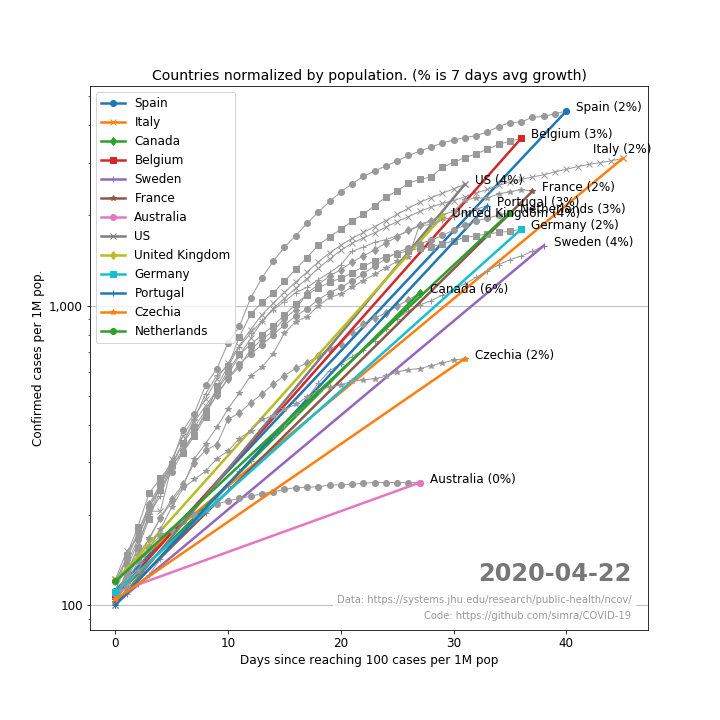 Countries normalized by population. (% is 7 days avg growth)
Spain
Italy
Canada
Belgium
Sweden
France
Australia
US
United Kingdom
Germany
Portugal
Czechia
Netherlands
Spain (2%)
Belgium (3%)
Italy (2%)
US (4%)
France (2%)
Portugal (3%)
Netherlands (3%)
United Kingdom (4%)
Germany (2%)
Sweden (4%)
Canada (6%)
Czechia (2%)
Australia (0%)
2020-04-22
Data: https://systems.jhu.edu/research/public-health/ncov/
Code: https://github.com/simra/COVID-19
Confirmed cases per 1M pop.
1,000
100
0 10 20 30 40
Days since reaching 100 cases per 1M pop